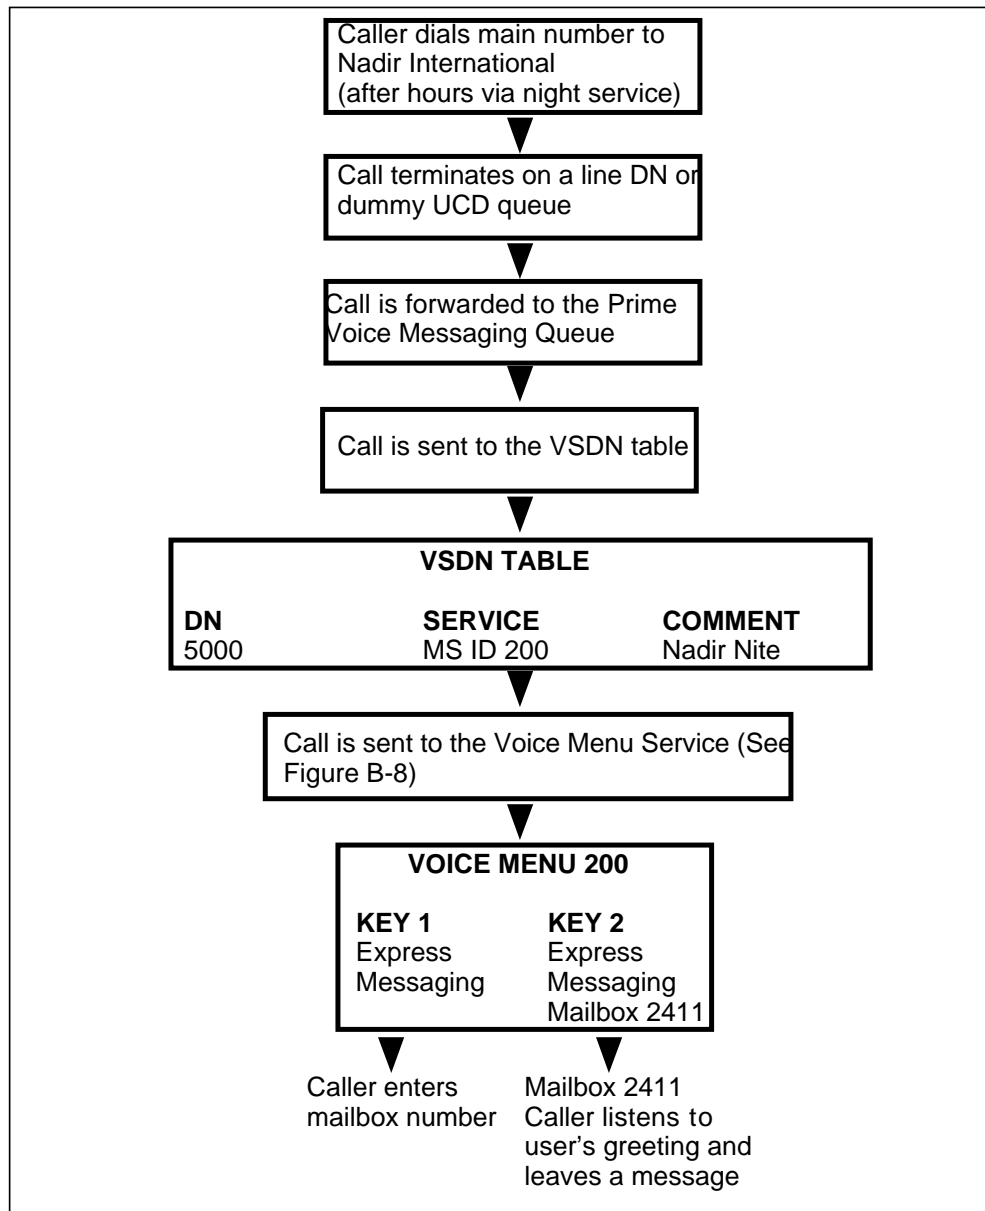 Caller dials main number to
Nadir International
(after hours via night service)
Call terminates on a line DN or
dummy UCD queue
Call is forwarded to the Prime
Voice Messaging Queue
Call is sent to the VSDN table
VSDN TABLE
DN SERVICE COMMENT
5000 MS ID 200 Nadir Nite
Call is sent to the Voice Menu Service (See
Figure B-8)
VOICE MENU 200
KEY 1 KEY 2
Express Express
Messaging Messaging
Mailbox 2411
Caller enters Mailbox 2411
mailbox number Caller listens to
user’s greeting and
leaves a message